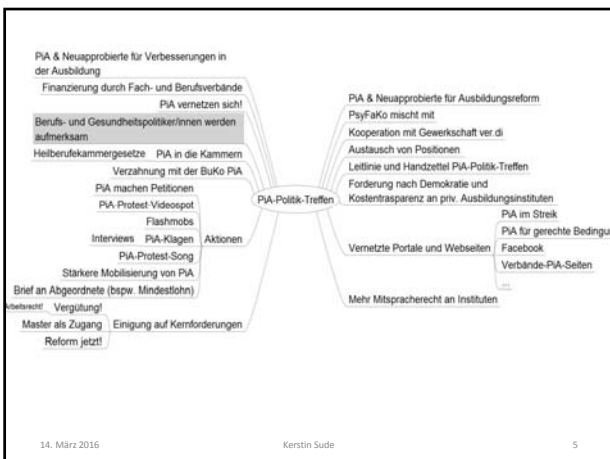 PiA & Neuapprobierte für Verbesserungen in
der Ausbildung
Finanzierung durch Fach- und Berufsverbände
PiA vernetzen sich!
Berufs- und Gesundheitspolitiker/innen werden
aufmerksam
Heilberufekammergesetze PiA in die Kammern
Verzahnung mit der BuKo PiA
PiA machen Petitionen
PiA-Protest-Videospot
Flashmobs
Interviews PiA-Klagen Aktionen
PiA-Protest-Song
Stärkere Mobilisierung von PiA
Brief an Abgeordnete (bspw. Mindestlohn)
Arbeitsrecht! Vergütung!
Master als Zugang Einigung auf Kernforderungen
Reform jetzt!
PiA-Politik-Treffen
PiA & Neuapprobierte für Ausbildungsreform
PsyFaKo mischt mit
Kooperation mit Gewerkschaft ver.di
Austausch von Positionen
Leitlinie und Handzettel PiA-Politik-Treffen
Forderung nach Demokratie und
Kostentransparenz an priv. Ausbildungsinstituten
PiA im Streik
PiA für gerechte Bedingu
Vernetzte Portale und Webseiten Facebook
Verbände-PiA-Seiten
...
Mehr Mitspracherecht an Instituten
14. März 2016 Kerstin Sude 5